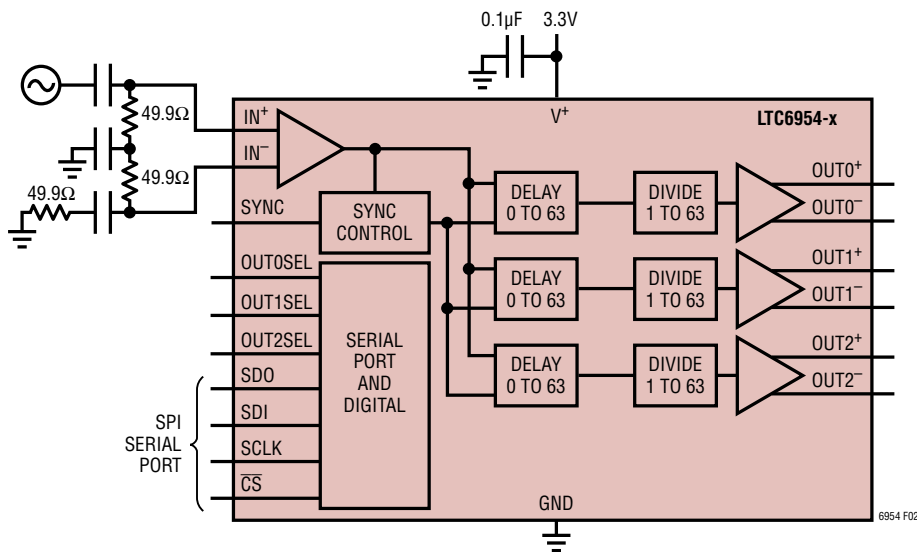 0.1µF 3.3V
V⁺
LTC6954-x
49.9Ω
49.9Ω
49.9Ω
IN⁺
IN⁻
SYNC
SYNC
CONTROL
OUT0SEL
OUT1SEL
OUT2SEL
SDO
SDI
SCLK
C̅S̅
SPI
SERIAL
PORT
SERIAL
PORT
AND
DIGITAL
DELAY
0 TO 63
DIVIDE
1 TO 63
OUT0⁺
OUT0⁻
DELAY
0 TO 63
DIVIDE
1 TO 63
OUT1⁺
OUT1⁻
DELAY
0 TO 63
DIVIDE
1 TO 63
OUT2⁺
OUT2⁻
GND
6954 F02